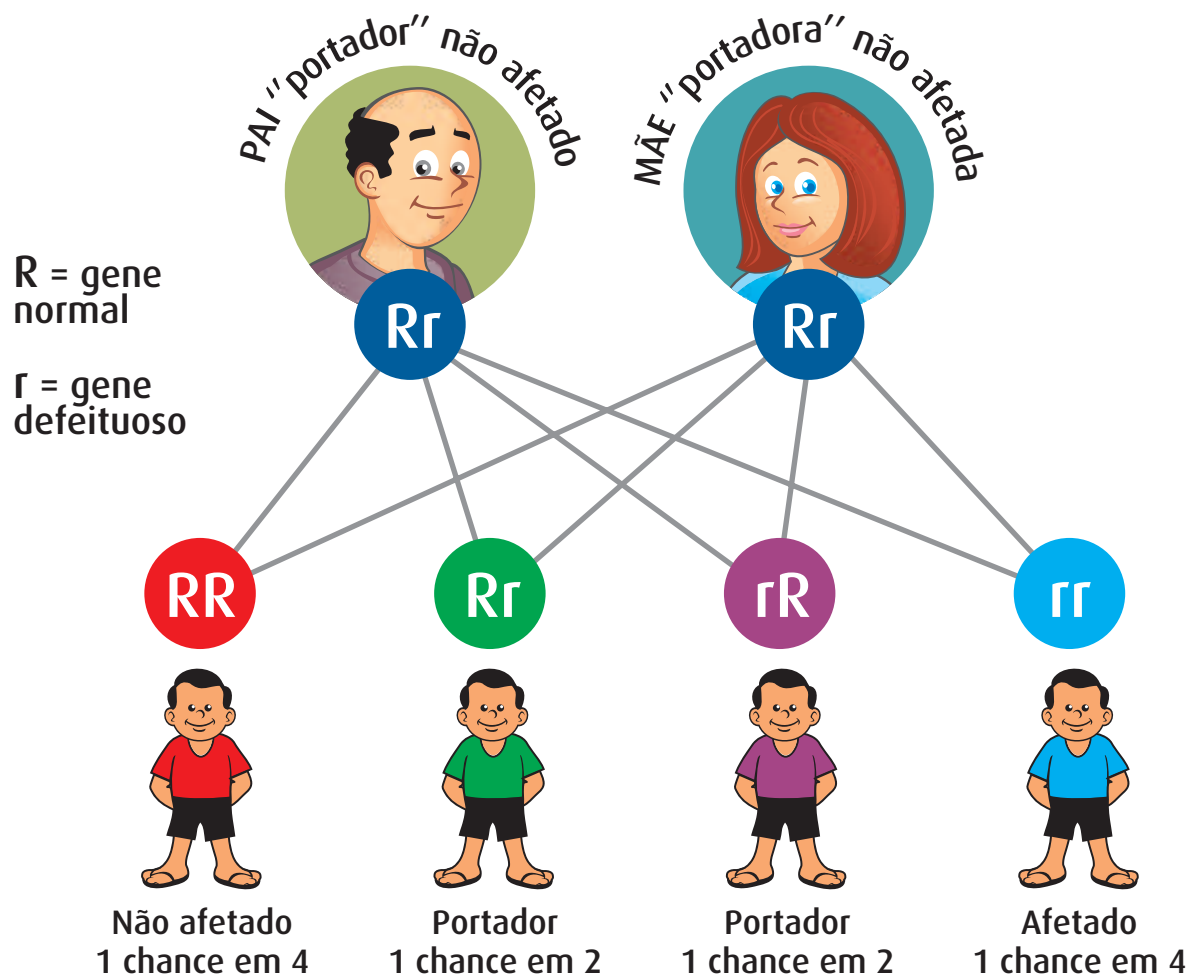 PAI "portador" não afetado
MÃE "portadora" não afetada
R = gene
normal
r = gene
defeituoso
Rr
Rr
RR
Rr
rR
rr
Não afetado
1 chance em 4
Portador
1 chance em 2
Portador
1 chance em 2
Afetado
1 chance em 4